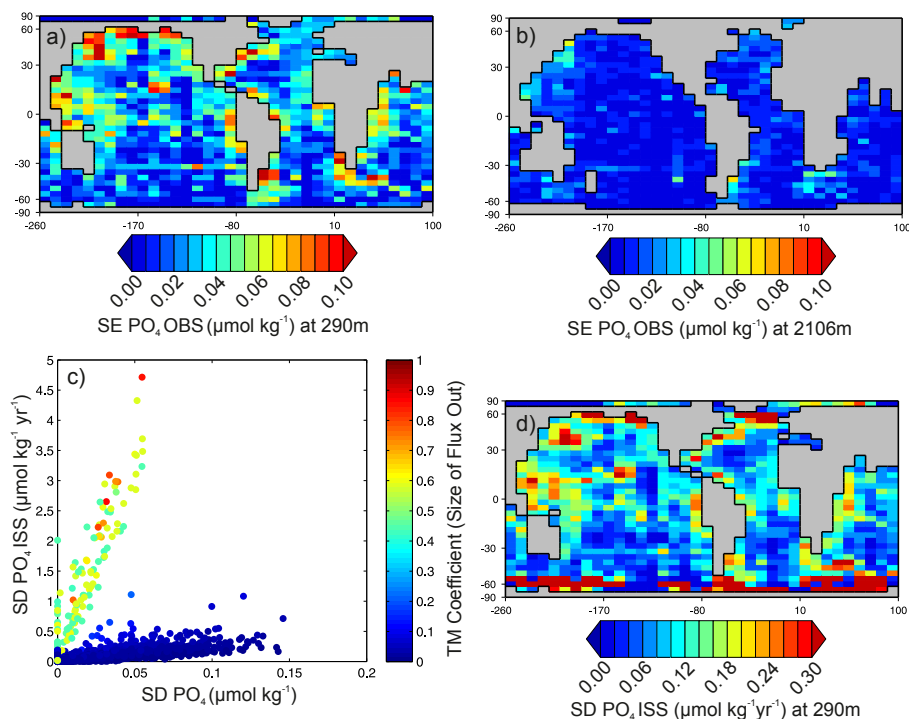 a)
90
60
30
0
-30
-60
-90
-260 -170 -80 10 100
0.00 0.02 0.04 0.06 0.08 0.10
SE PO4 OBS (µmol kg-1) at 290m
b)
90
60
30
0
-30
-60
-90
-260 -170 -80 10 100
0.00 0.02 0.04 0.06 0.08 0.10
SE PO4 OBS (µmol kg-1) at 2106m
c)
SD PO4 ISS (µmol kg-1 yr-1)
5
4.5
4
3.5
3
2.5
2
1.5
1
0.5
0
0 0.05 0.1 0.15 0.2
SD PO4 (µmol kg-1)
1
0.9
0.8
0.7
0.6
0.5
0.4
0.3
0.2
0.1
0
TM Coefficient (Size of Flux Out)
d)
90
60
30
0
-30
-60
-90
-260 -170 -80 10 100
0.00 0.06 0.12 0.18 0.24 0.30
SD PO4 ISS (µmol kg-1yr-1) at 290m